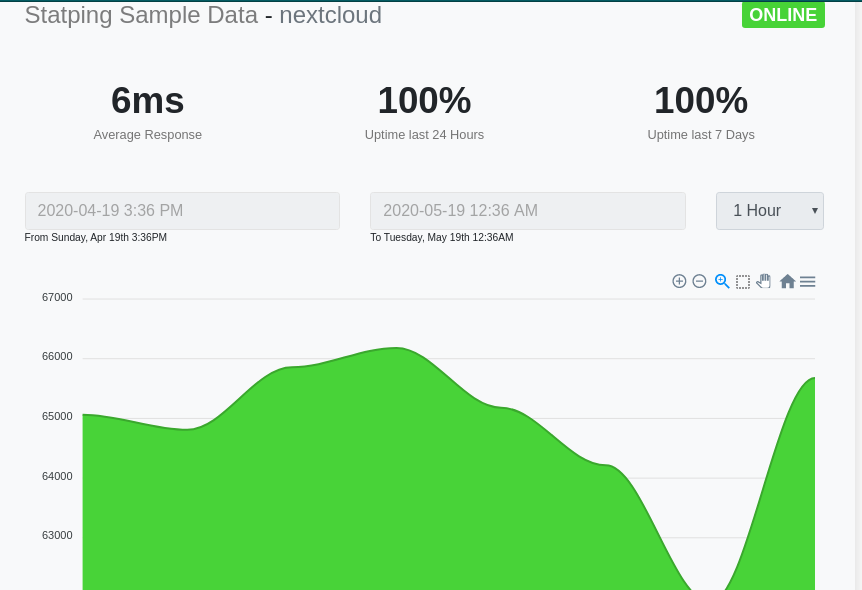 Statping Sample Data - nextcloud
ONLINE
6ms
Average Response
100%
Uptime last 24 Hours
100%
Uptime last 7 Days
2020-04-19 3:36 PM
From Sunday, Apr 19th 3:36PM
2020-05-19 12:36 AM
To Tuesday, May 19th 12:36AM
1 Hour
67000
66000
65000
64000
63000